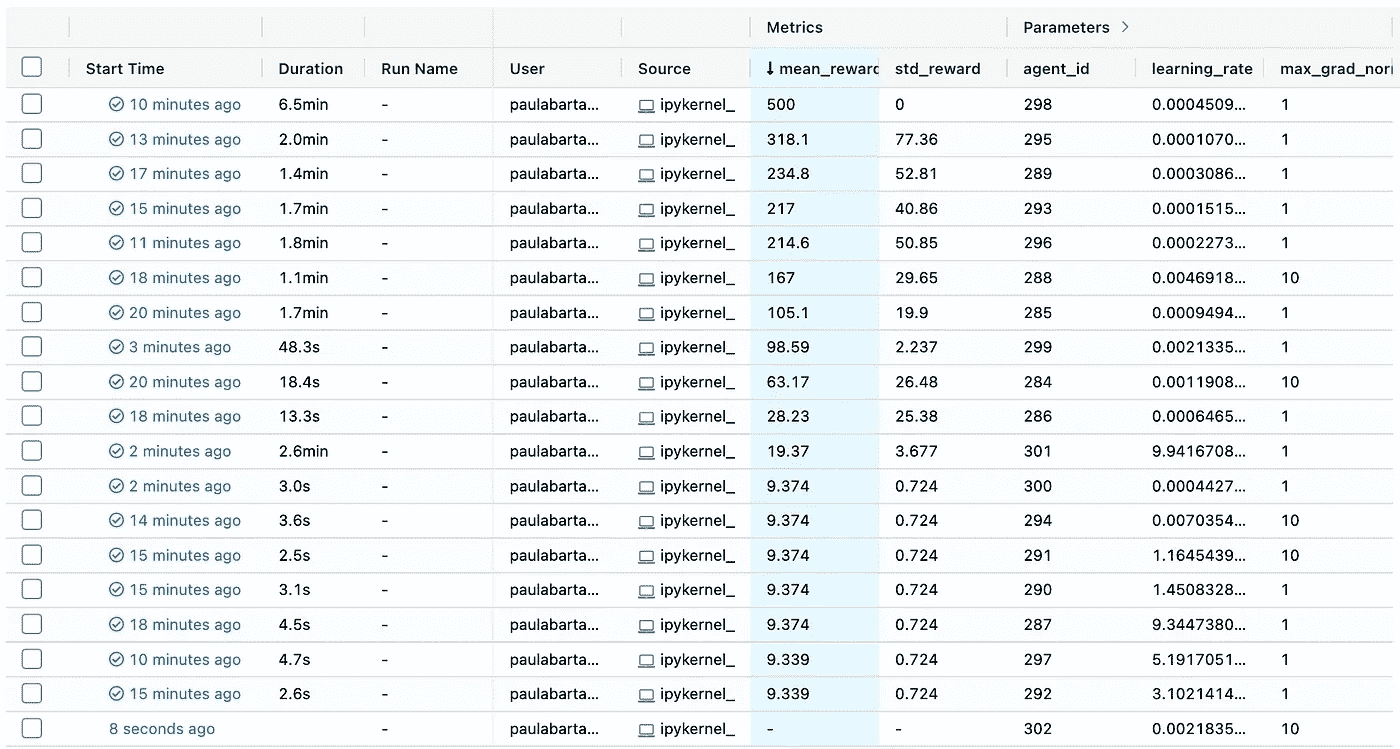 Metrics Parameters >
Start Time Duration Run Name User Source ↓ mean_reward std_reward agent_id learning_rate max_grad_nor
10 minutes ago 6.5min - paulabarta... ipykernel_ 500 0 298 0.0004509... 1
13 minutes ago 2.0min - paulabarta... ipykernel_ 318.1 77.36 295 0.0001070... 1
17 minutes ago 1.4min - paulabarta... ipykernel_ 234.8 52.81 289 0.0003086... 1
15 minutes ago 1.7min - paulabarta... ipykernel_ 217 40.86 293 0.0001515... 1
11 minutes ago 1.8min - paulabarta... ipykernel_ 214.6 50.85 296 0.0002273... 1
18 minutes ago 1.1min - paulabarta... ipykernel_ 167 29.65 288 0.0046918... 10
20 minutes ago 1.7min - paulabarta... ipykernel_ 105.1 19.9 285 0.0009494... 1
3 minutes ago 48.3s - paulabarta... ipykernel_ 98.59 2.237 299 0.0021335... 1
20 minutes ago 18.4s - paulabarta... ipykernel_ 63.17 26.48 284 0.0011908... 10
18 minutes ago 13.3s - paulabarta... ipykernel_ 28.23 25.38 286 0.0006465... 1
2 minutes ago 2.6min - paulabarta... ipykernel_ 19.37 3.677 301 9.9416708... 1
2 minutes ago 3.0s - paulabarta... ipykernel_ 9.374 0.724 300 0.0004427... 1
14 minutes ago 3.6s - paulabarta... ipykernel_ 9.374 0.724 294 0.0070354... 10
15 minutes ago 2.5s - paulabarta... ipykernel_ 9.374 0.724 291 1.1645439... 10
15 minutes ago 3.1s - paulabarta... ipykernel_ 9.374 0.724 290 1.4508328... 1
18 minutes ago 4.5s - paulabarta... ipykernel_ 9.374 0.724 287 9.3447380... 1
10 minutes ago 4.7s - paulabarta... ipykernel_ 9.339 0.724 297 5.1917051... 1
15 minutes ago 2.6s - paulabarta... ipykernel_ 9.339 0.724 292 3.1021414... 1
8 seconds ago - paulabarta... ipykernel_ - - 302 0.0021835... 10